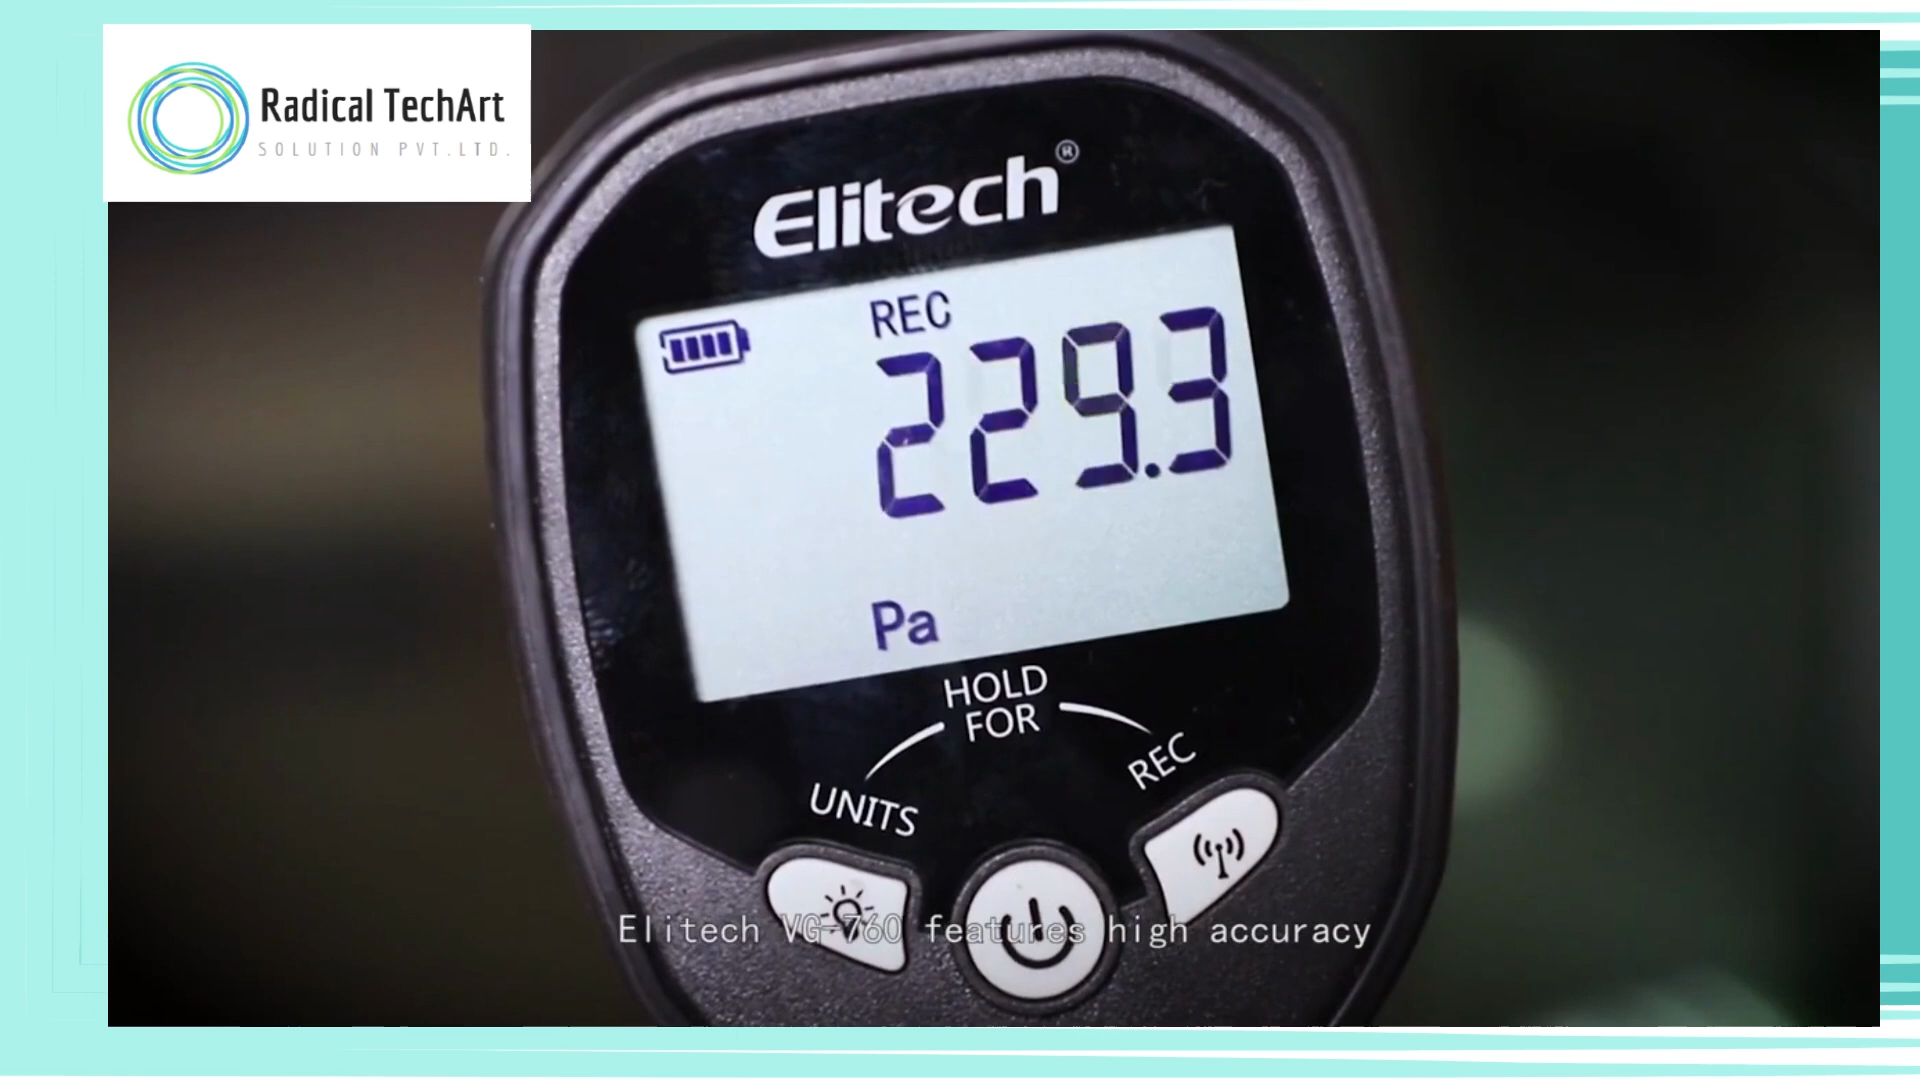 Radical TechArt
SOLUTION PVT.LTD.
Elitech®
REC
229.3
Pa
HOLD
FOR
UNITS
REC
Elitech VG-760 features high accuracy